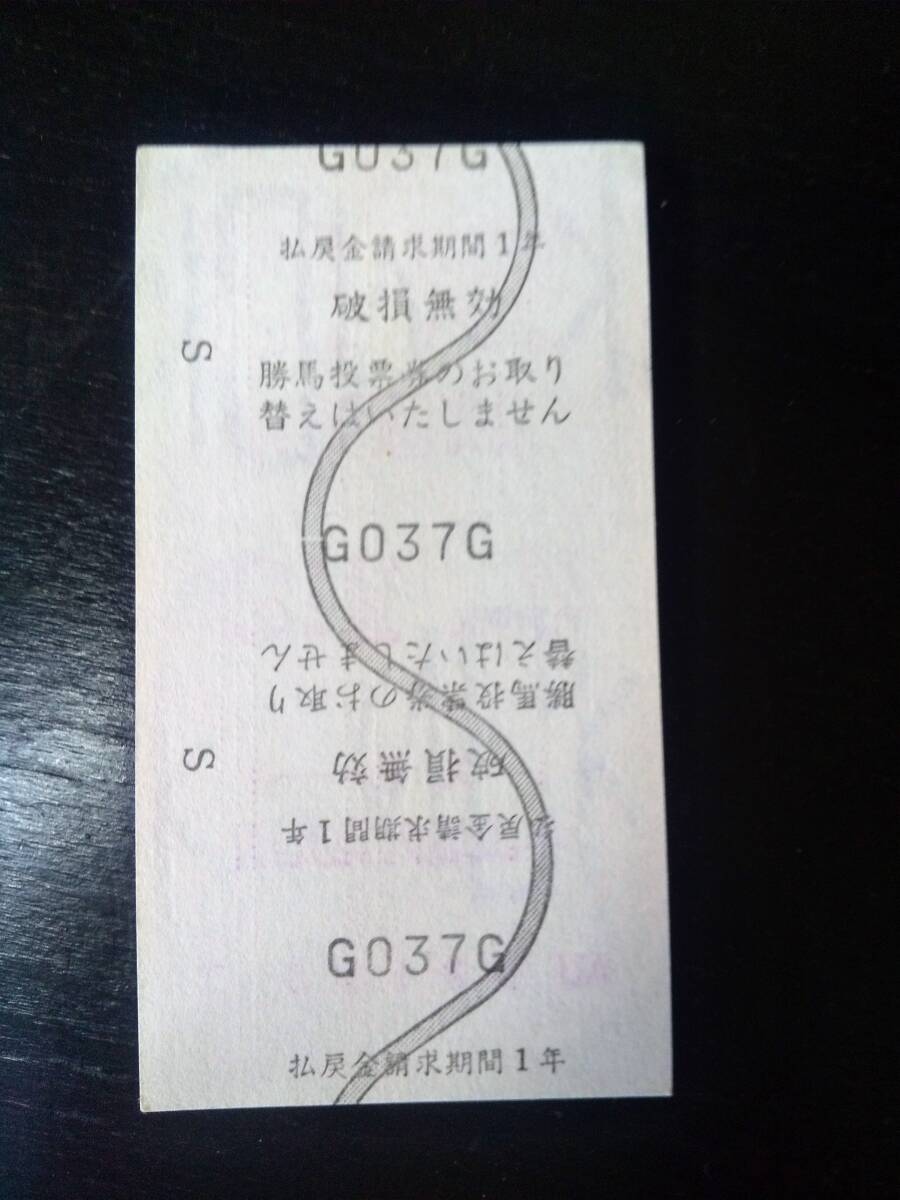 G037G
払戻金請求期間1年
破損無効
S
勝馬投票券のお取り
替えはいたしません
G037G
勝馬投票券のお取り
替えはいたしません
S
破損無効
払戻金請求期間1年
G037G
払戻金請求期間1年